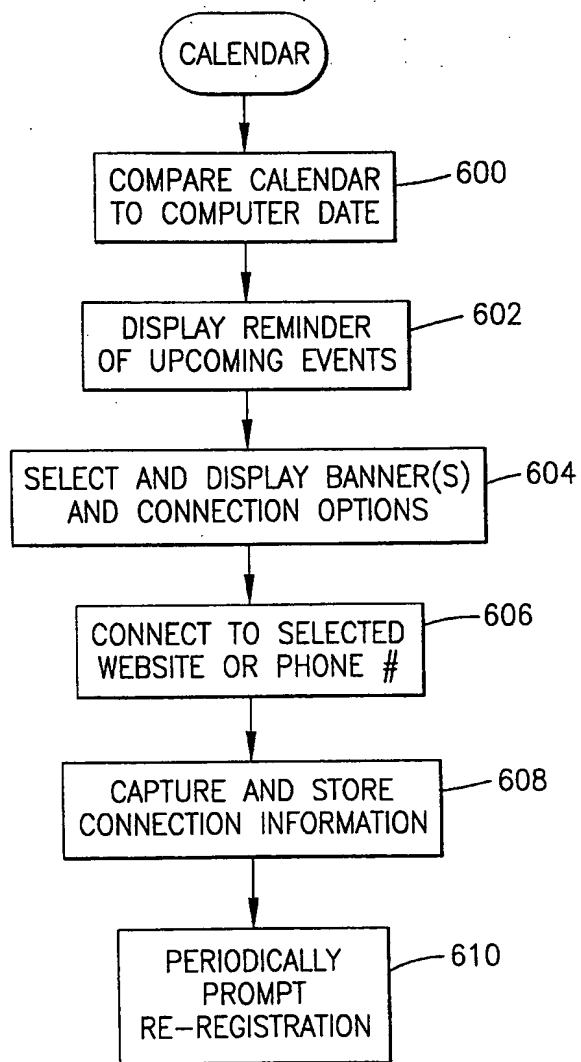 CALENDAR
COMPARE CALENDAR
TO COMPUTER DATE
600
DISPLAY REMINDER
OF UPCOMING EVENTS
602
SELECT AND DISPLAY BANNER(S)
AND CONNECTION OPTIONS
604
CONNECT TO SELECTED
WEBSITE OR PHONE #
606
CAPTURE AND STORE
CONNECTION INFORMATION
608
PERIODICALLY
PROMPT
RE-REGISTRATION
610